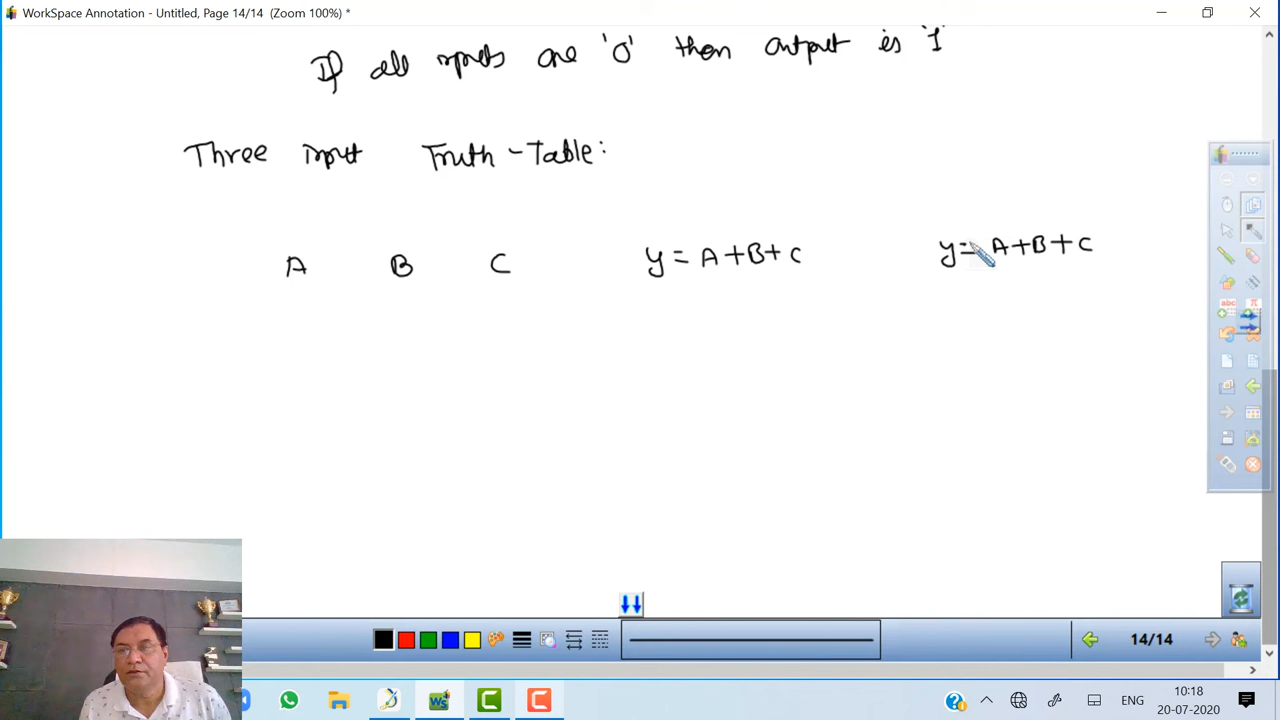 WorkSpace Annotation - Untitled, Page 14/14 (Zoom 100%) *
If all inputs are '0' then output is '1'
Three input Truth-Table:
A B C y = A+B+C y = A+B+C
abc π
14/14
ENG 10:18
20-07-2020